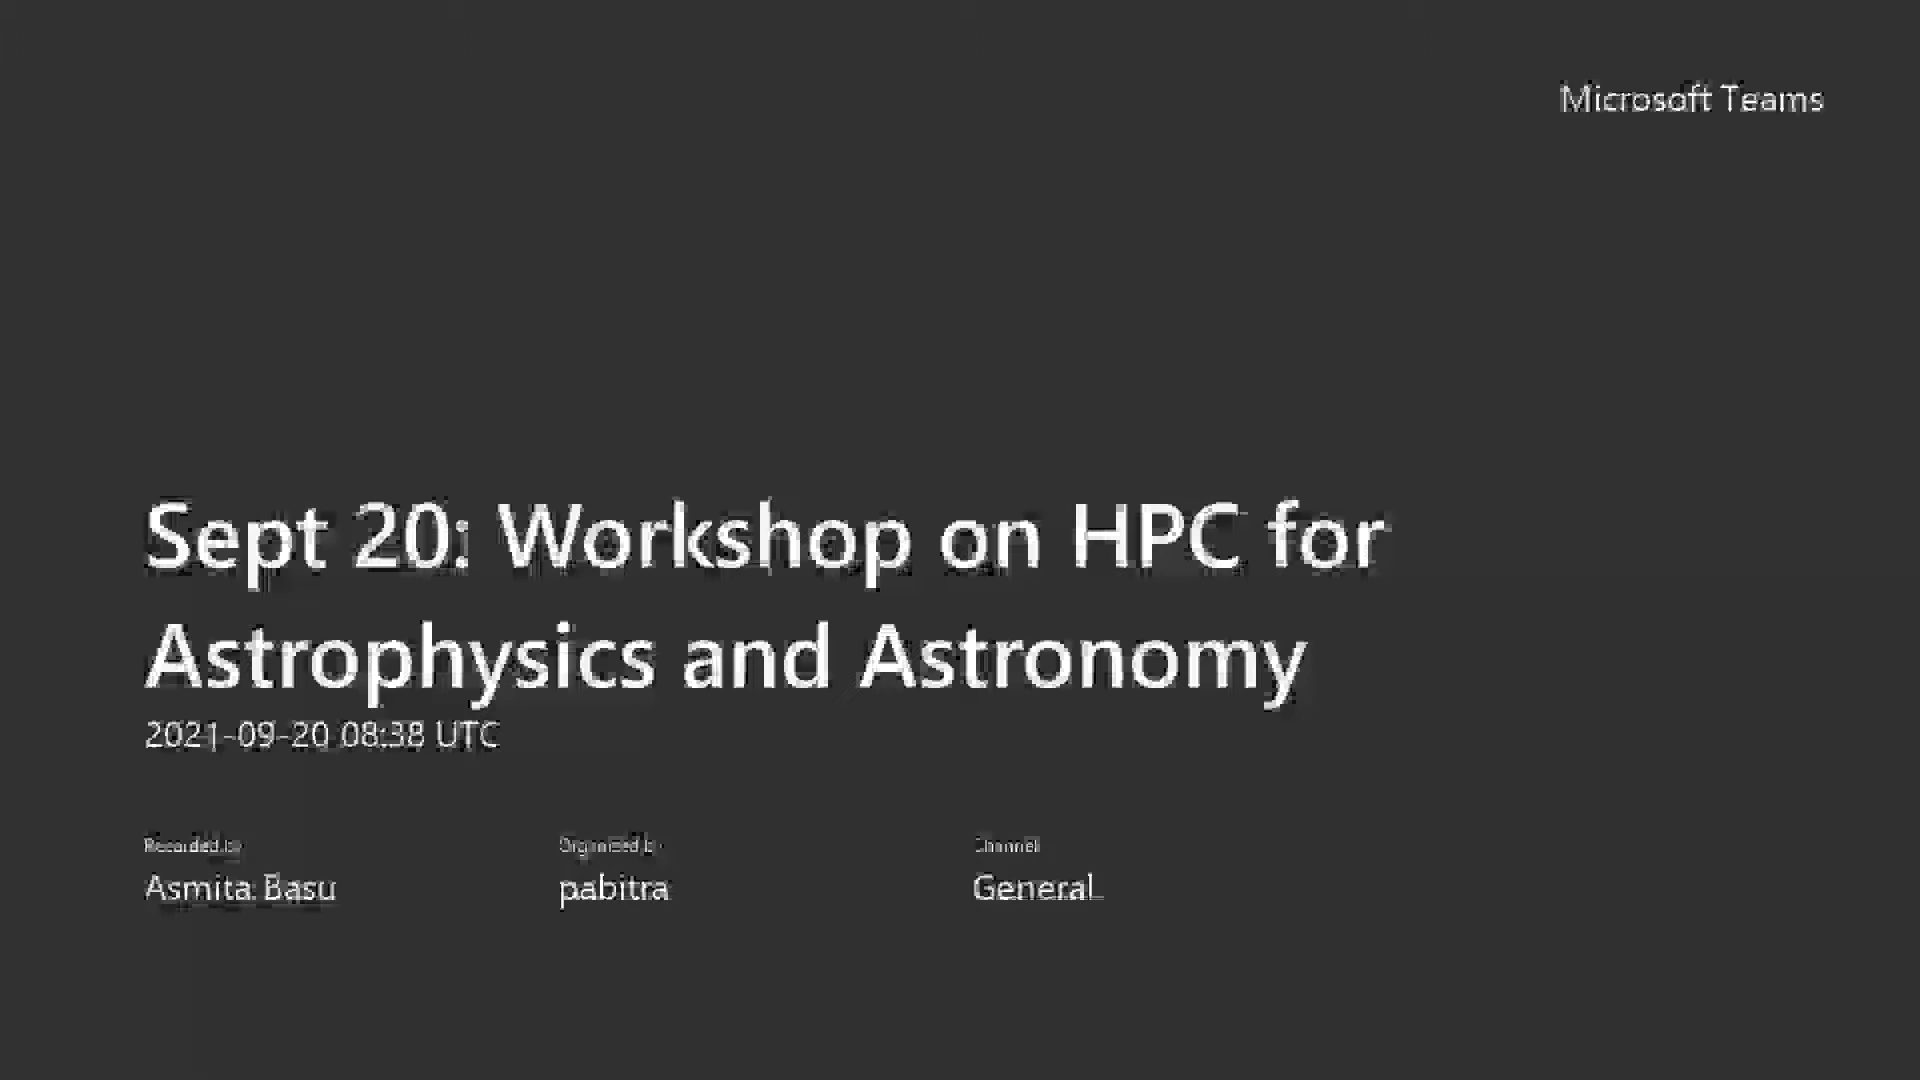 Microsoft Teams
Sept 20: Workshop on HPC for
Astrophysics and Astronomy
2021-09-20 08:38 UTC
Recorded by Organized by Channel
Asmita Basu pabitra General